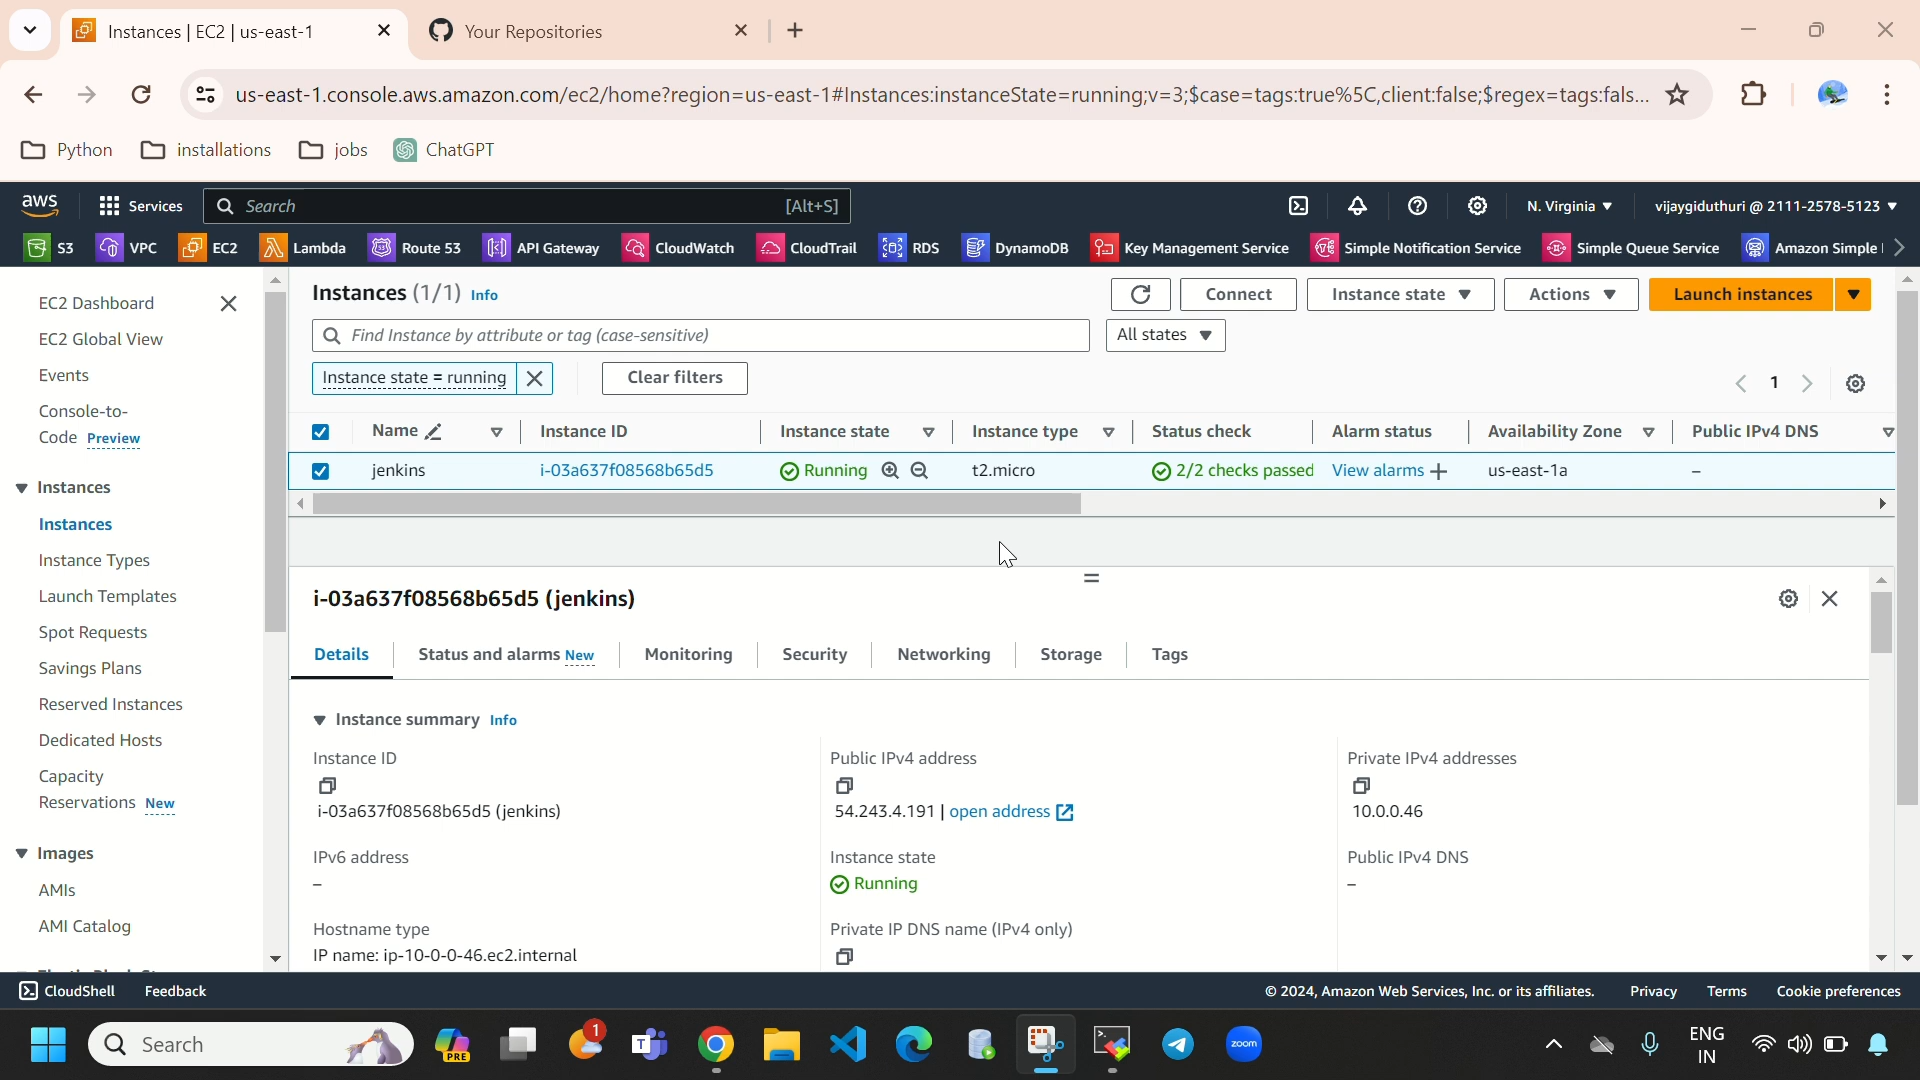 Instances | EC2 | us-east-1
Your Repositories
us-east-1.console.aws.amazon.com/ec2/home?region=us-east-1#Instances:instanceState=running;v=3;$case=tags:true%5C,client:false;$regex=tags:fals...
Python
installations
jobs
ChatGPT
aws
Services
Search
[Alt+S]
N. Virginia
vijaygiduthuri @ 2111-2578-5123
S3
VPC
EC2
Lambda
Route 53
API Gateway
CloudWatch
CloudTrail
RDS
DynamoDB
Key Management Service
Simple Notification Service
Simple Queue Service
Amazon Simple
EC2 Dashboard
EC2 Global View
Events
Console-to-
Code Preview
Instances
Instances
Instance Types
Launch Templates
Spot Requests
Savings Plans
Reserved Instances
Dedicated Hosts
Capacity
Reservations New
Images
AMIs
AMI Catalog
Instances (1/1) Info
Connect
Instance state
Actions
Launch instances
Find Instance by attribute or tag (case-sensitive)
All states
Instance state = running
Clear filters
1
Name
Instance ID
Instance state
Instance type
Status check
Alarm status
Availability Zone
Public IPv4 DNS
jenkins
i-03a637f08568b65d5
Running
t2.micro
2/2 checks passed
View alarms +
us-east-1a
–
i-03a637f08568b65d5 (jenkins)
Details
Status and alarms New
Monitoring
Security
Networking
Storage
Tags
Instance summary Info
Instance ID
i-03a637f08568b65d5 (jenkins)
Public IPv4 address
54.243.4.191 | open address
Private IPv4 addresses
10.0.0.46
IPv6 address
–
Instance state
Running
Public IPv4 DNS
–
Hostname type
IP name: ip-10-0-0-46.ec2.internal
Private IP DNS name (IPv4 only)
CloudShell
Feedback
© 2024, Amazon Web Services, Inc. or its affiliates.
Privacy
Terms
Cookie preferences
Search
PRE
1
zoom
ENG
IN